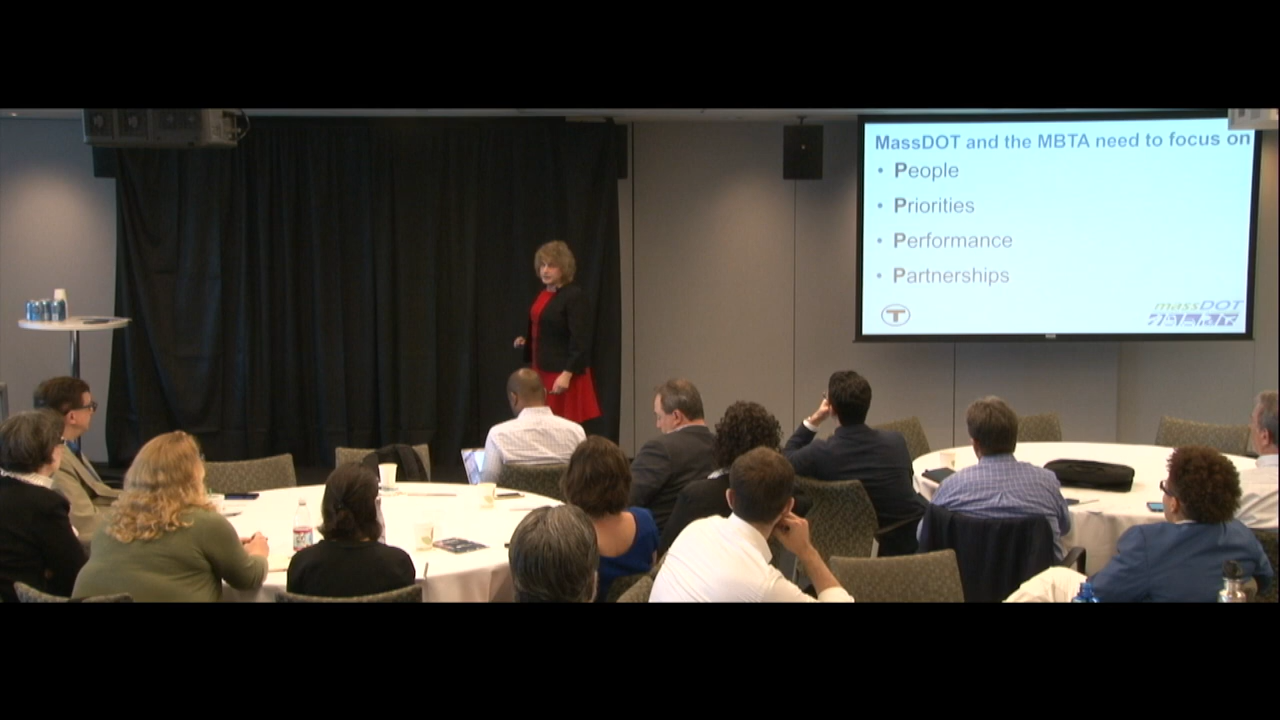 MassDOT and the MBTA need to focus on
• People
• Priorities
• Performance
• Partnerships
T
massDOT